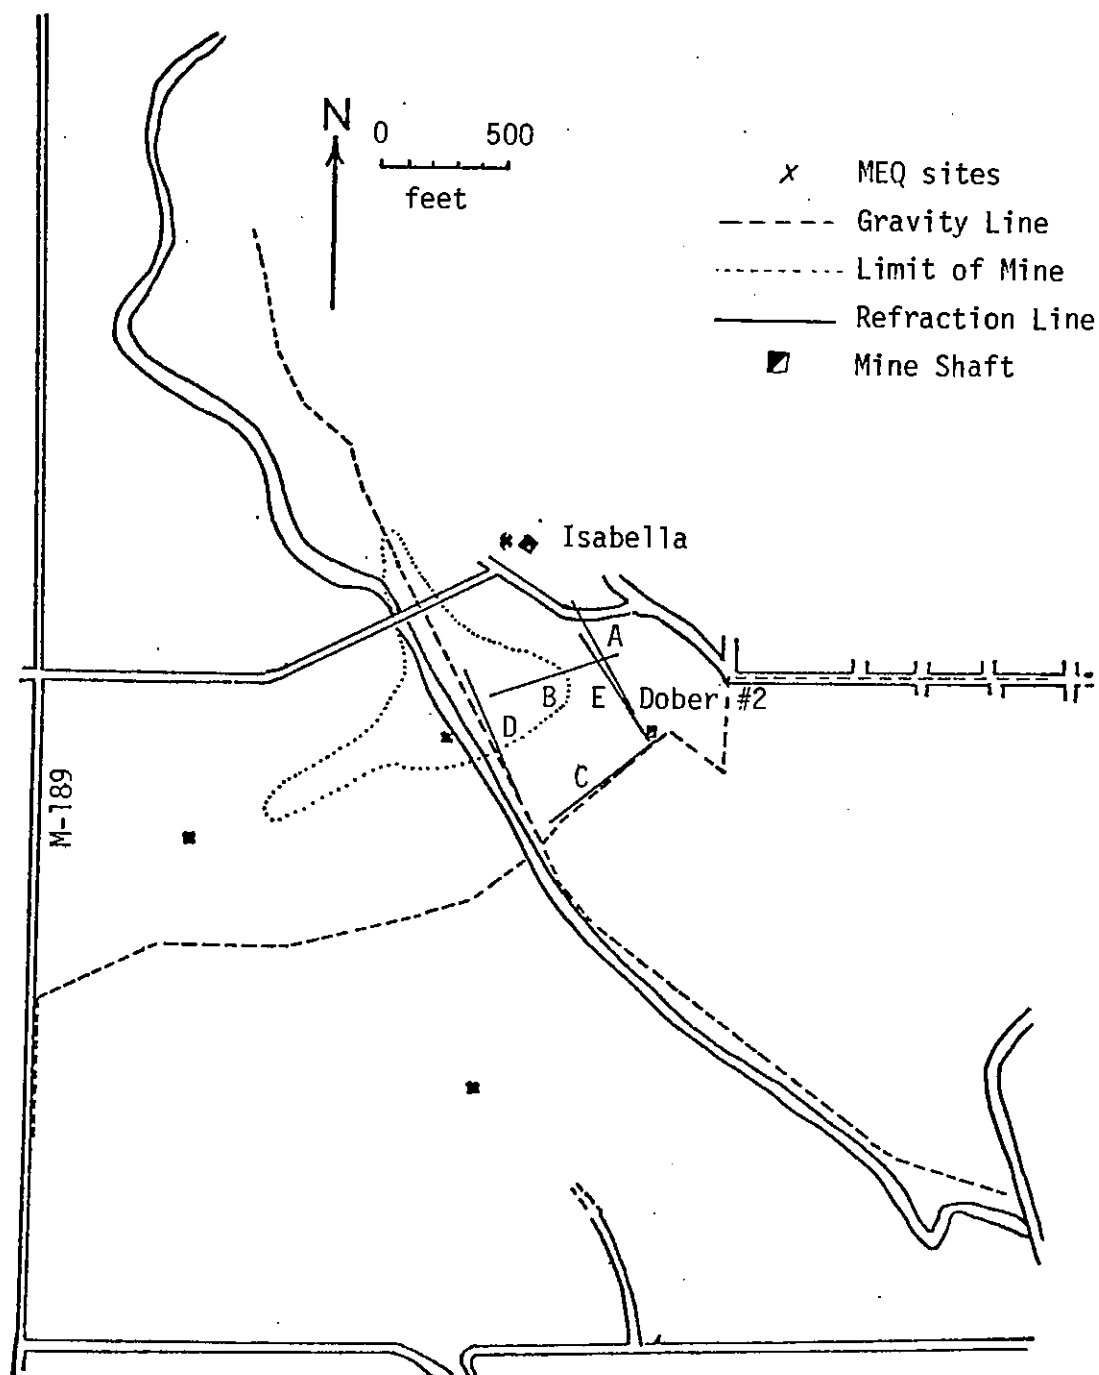 N
0 500
feet
x MEQ sites
Gravity Line
Limit of Mine
Refraction Line
Mine Shaft
Isabella
A
B
E
Dober #2
D
C
M-189